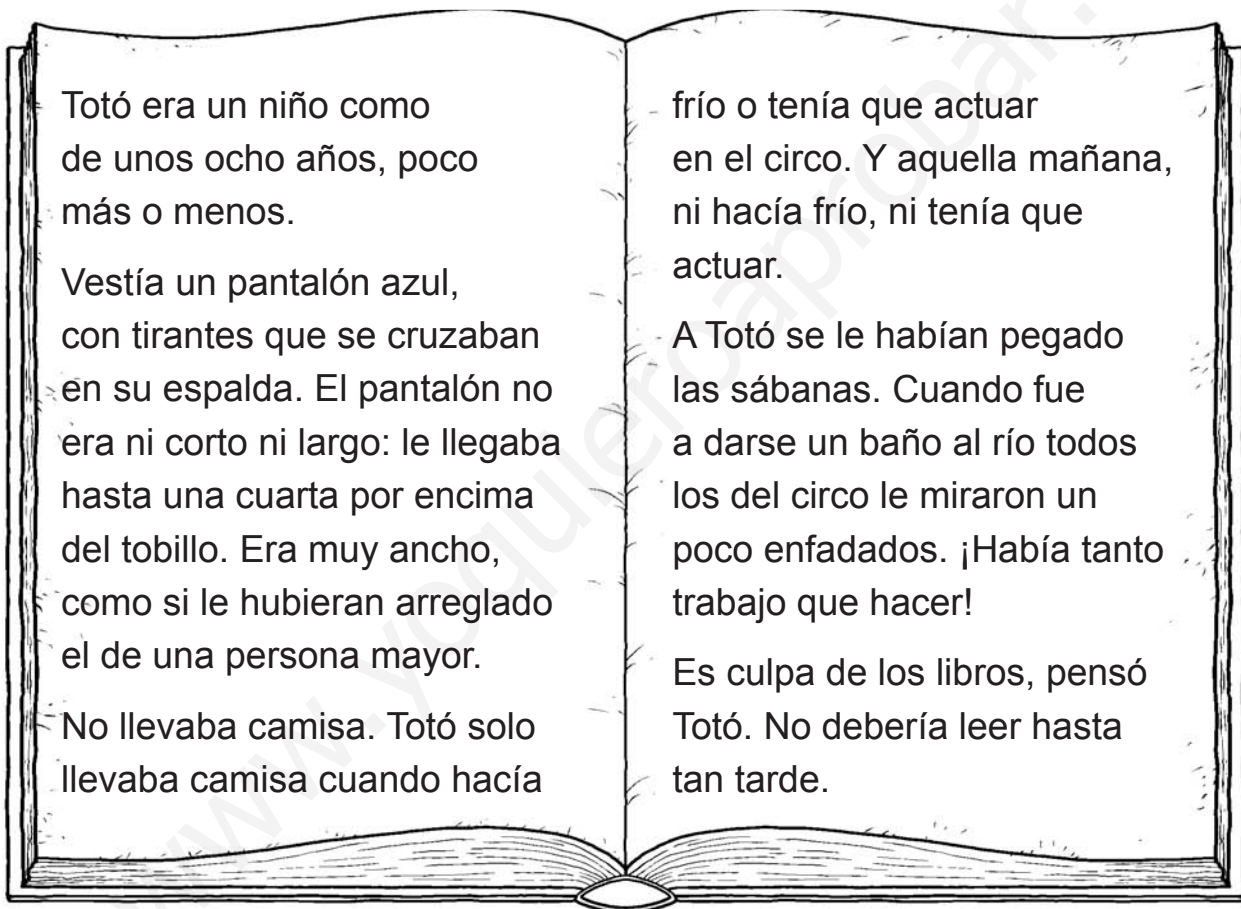 Totó era un niño como
de unos ocho años, poco
más o menos.
Vestía un pantalón azul,
con tirantes que se cruzaban
en su espalda. El pantalón no
era ni corto ni largo: le llegaba
hasta una cuarta por encima
del tobillo. Era muy ancho,
como si le hubieran arreglado
el de una persona mayor.
No llevaba camisa. Totó solo
llevaba camisa cuando hacía
frío o tenía que actuar
en el circo. Y aquella mañana,
ni hacía frío, ni tenía que
actuar.
A Totó se le habían pegado
las sábanas. Cuando fue
a darse un baño al río todos
los del circo le miraron un
poco enfadados. ¡Había tanto
trabajo que hacer!
Es culpa de los libros, pensó
Totó. No debería leer hasta
tan tarde.
www.yoquieroaprobar.